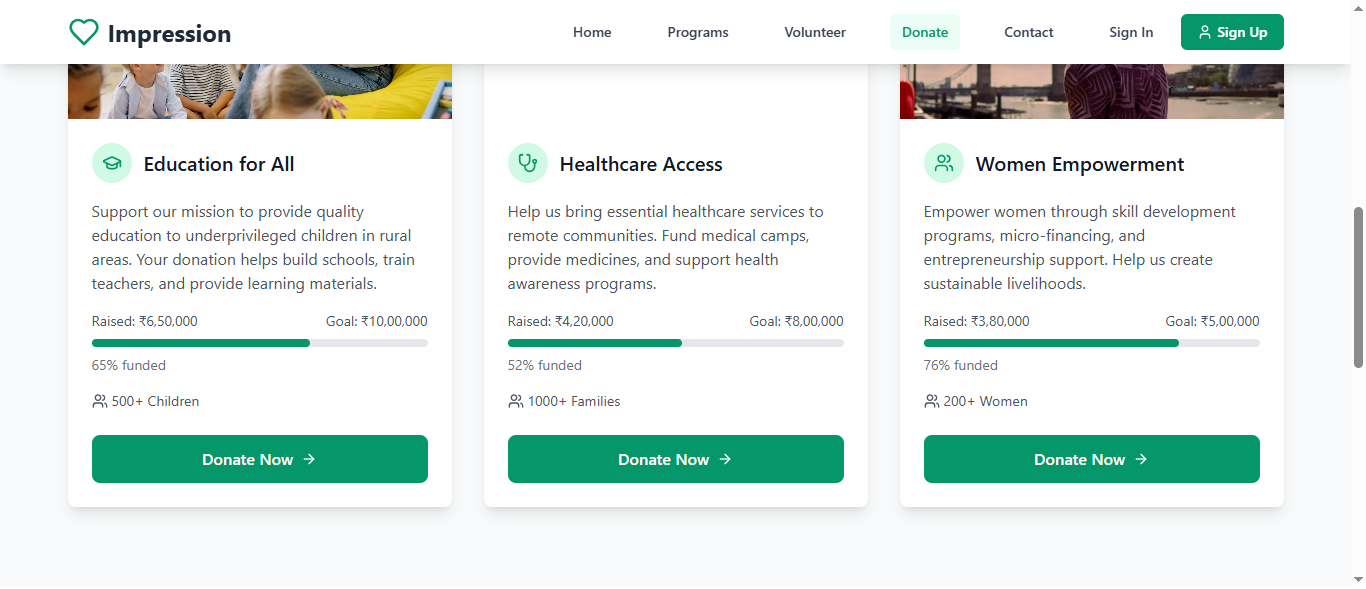 Impression
Home
Programs
Volunteer
Donate
Contact
Sign In
Sign Up
Education for All
Support our mission to provide quality
education to underprivileged children in rural
areas. Your donation helps build schools, train
teachers, and provide learning materials.
Raised: ₹6,50,000
Goal: ₹10,00,000
65% funded
500+ Children
Donate Now
Healthcare Access
Help us bring essential healthcare services to
remote communities. Fund medical camps,
provide medicines, and support health
awareness programs.
Raised: ₹4,20,000
Goal: ₹8,00,000
52% funded
1000+ Families
Donate Now
Women Empowerment
Empower women through skill development
programs, micro-financing, and
entrepreneurship support. Help us create
sustainable livelihoods.
Raised: ₹3,80,000
Goal: ₹5,00,000
76% funded
200+ Women
Donate Now